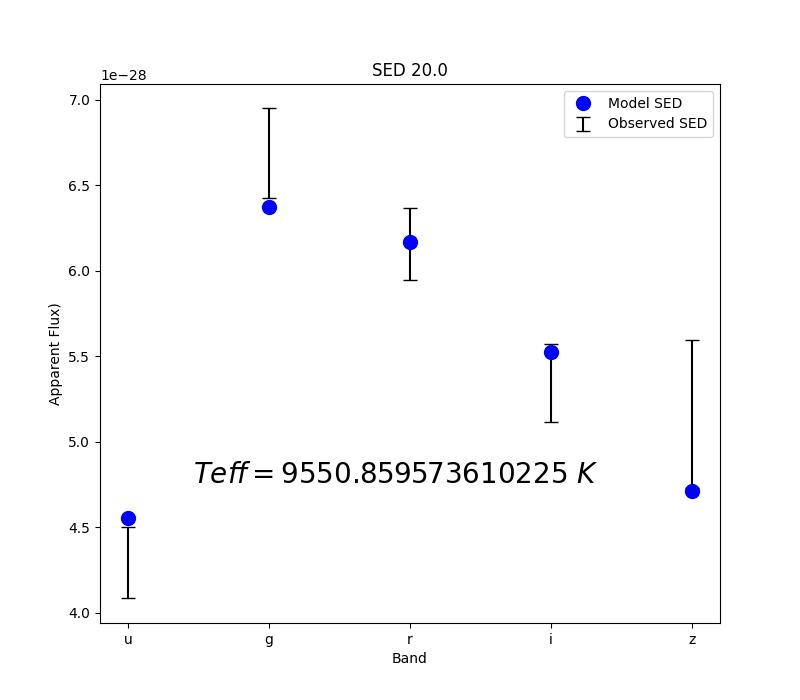 SED 20.0
1e−28
7.0
6.5
6.0
5.5
5.0
4.5
4.0
Apparent Flux)
Model SED
Observed SED
Teff = 9550.859573610225 K
u g r i z
Band